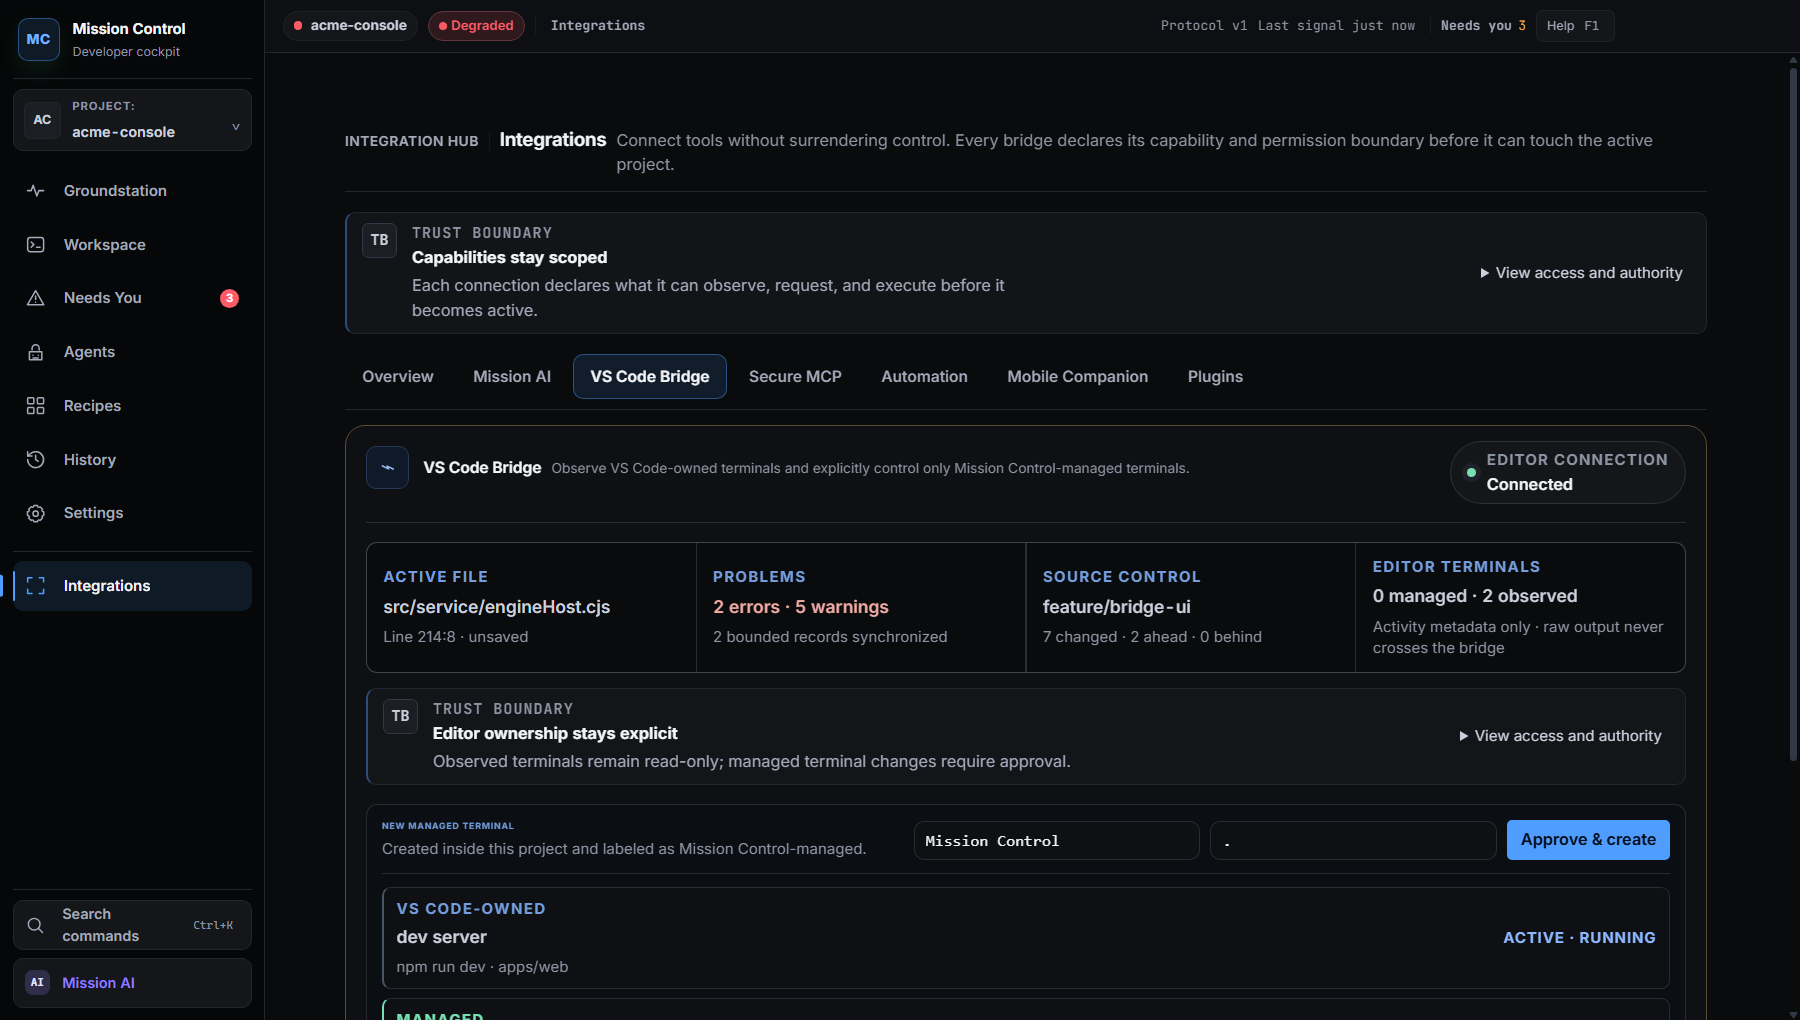 MC
Mission Control
Developer cockpit
AC
PROJECT:
acme-console
v
Groundstation
Workspace
Needs You
3
Agents
Recipes
History
Settings
Integrations
Search
commands
Ctrl+K
AI
Mission AI
acme-console
Degraded
Integrations
Protocol v1 Last signal just now
Needs you 3
Help F1
INTEGRATION HUB
Integrations
Connect tools without surrendering control. Every bridge declares its capability and permission boundary before it can touch the active
project.
TB
TRUST BOUNDARY
Capabilities stay scoped
Each connection declares what it can observe, request, and execute before it
becomes active.
View access and authority
Overview
Mission AI
VS Code Bridge
Secure MCP
Automation
Mobile Companion
Plugins
VS Code Bridge
Observe VS Code-owned terminals and explicitly control only Mission Control-managed terminals.
EDITOR CONNECTION
Connected
ACTIVE FILE
src/service/engineHost.cjs
Line 214:8 · unsaved
PROBLEMS
2 errors · 5 warnings
2 bounded records synchronized
SOURCE CONTROL
feature/bridge-ui
7 changed · 2 ahead · 0 behind
EDITOR TERMINALS
0 managed · 2 observed
Activity metadata only · raw output never
crosses the bridge
TB
TRUST BOUNDARY
Editor ownership stays explicit
Observed terminals remain read-only; managed terminal changes require approval.
View access and authority
NEW MANAGED TERMINAL
Created inside this project and labeled as Mission Control-managed.
Mission Control
.
Approve & create
VS CODE-OWNED
dev server
npm run dev · apps/web
ACTIVE · RUNNING
MANAGED